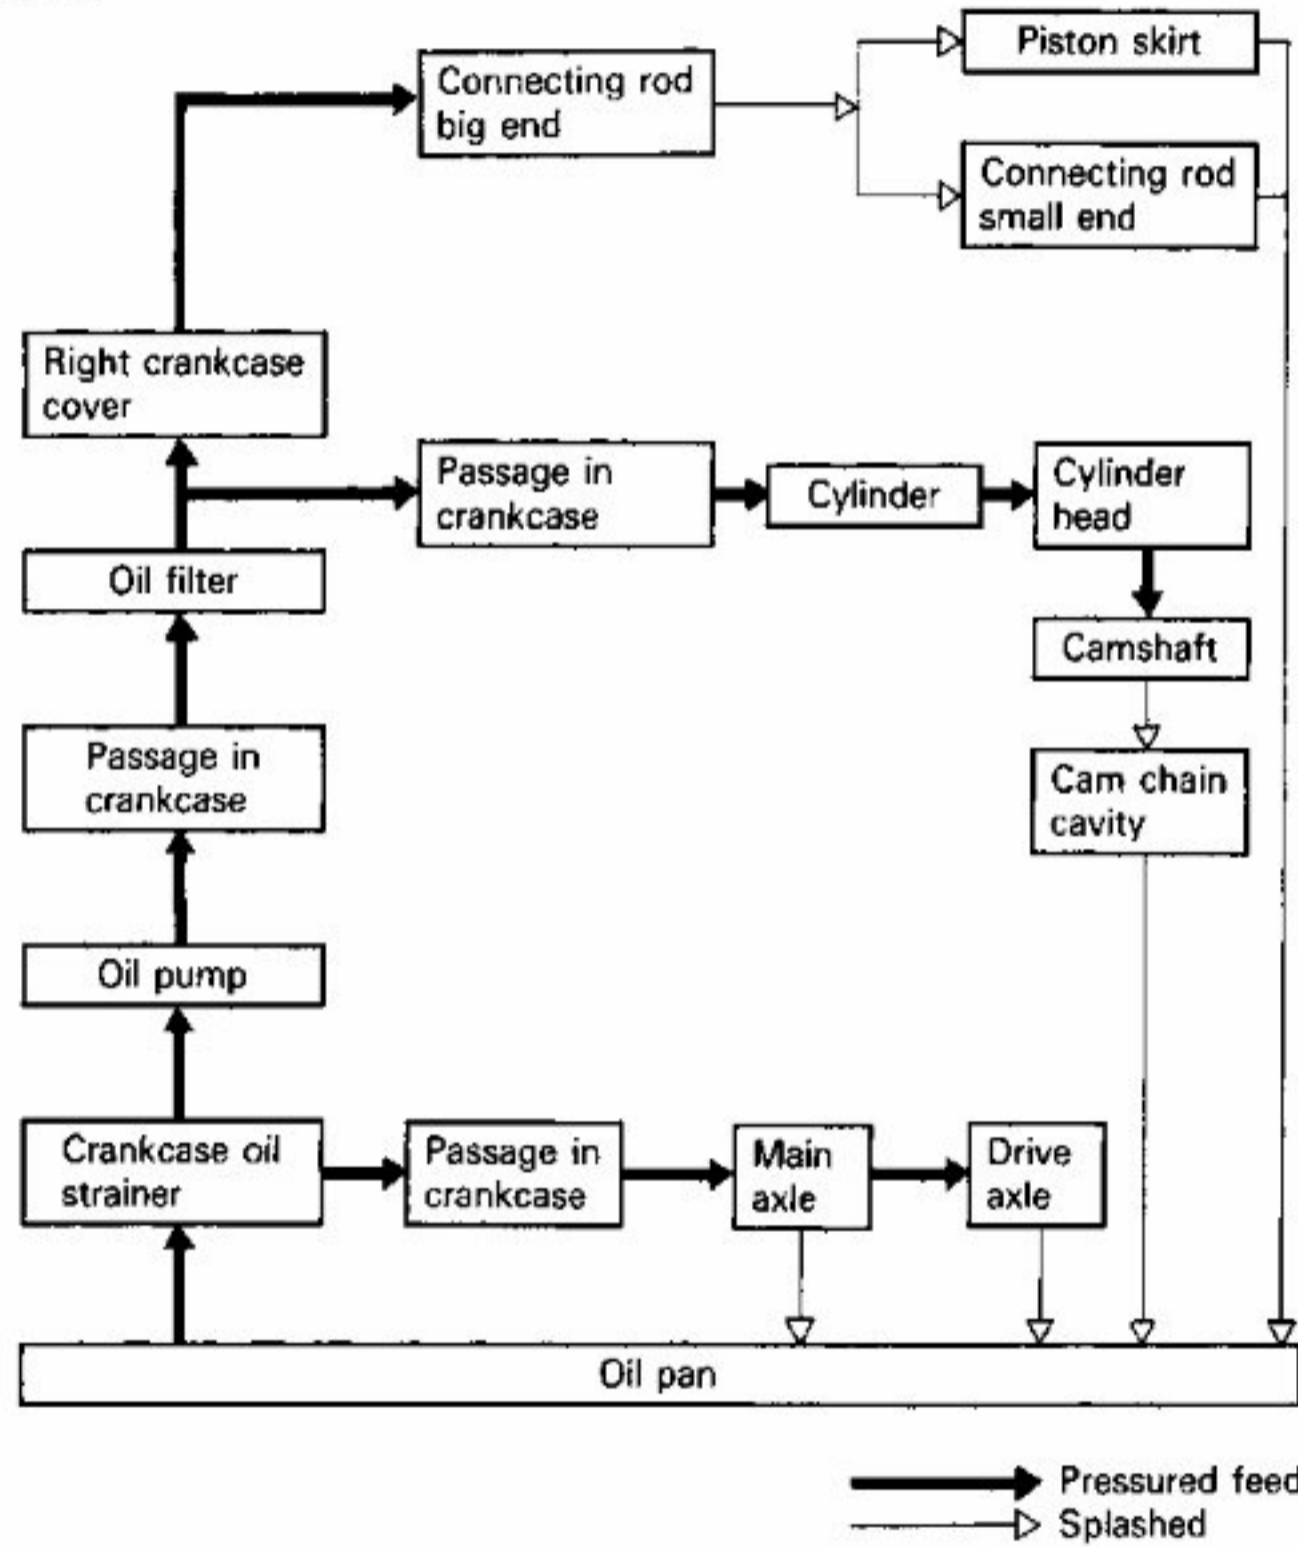 Connecting rod
big end
Piston skirt
Connecting rod
small end
Right crankcase
cover
Passage in
crankcase
Cylinder
Cylinder
head
Oil filter
Camshaft
Passage in
crankcase
Cam chain
cavity
Oil pump
Crankcase oil
strainer
Passage in
crankcase
Main
axle
Drive
axle
Oil pan
Pressured feed
Splashed